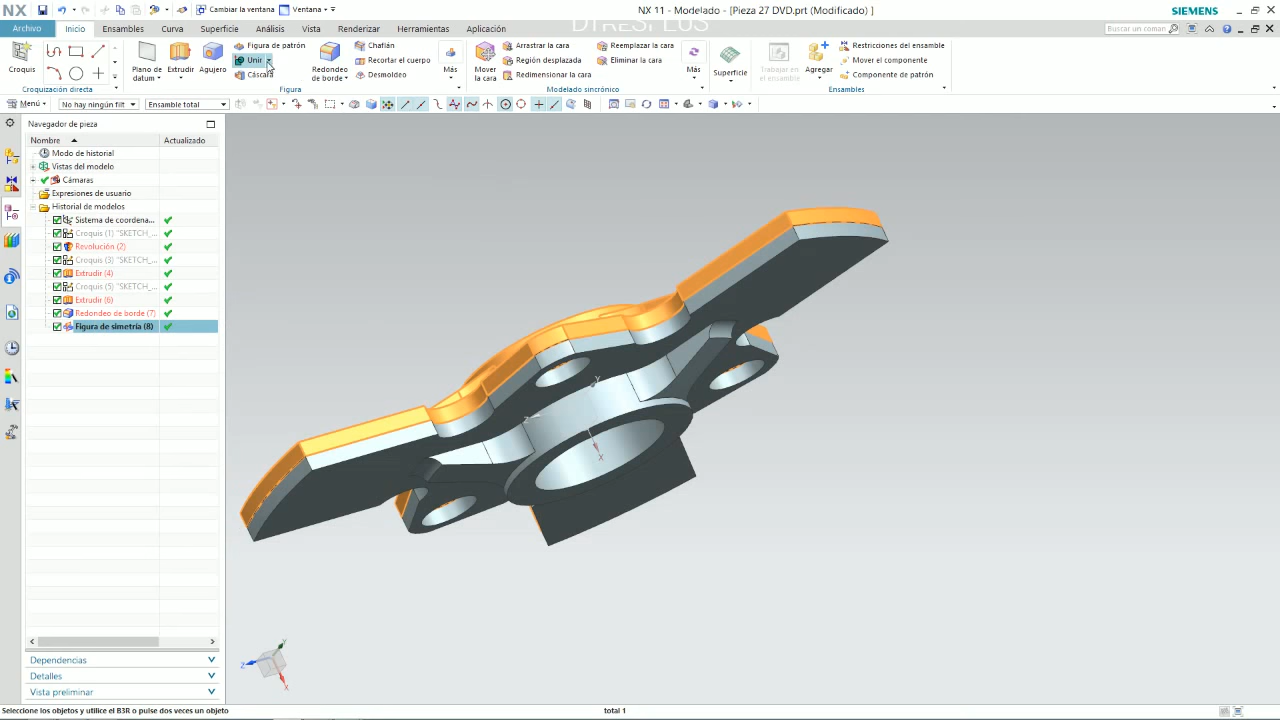 NX
Cambiar la ventana
Ventana
NX 11 - Modelado - [Pieza 27 DVD.prt (Modificado) ]
SIEMENS
DTRESPLUS
Archivo
Inicio
Ensambles
Curva
Superficie
Análisis
Vista
Renderizar
Herramientas
Aplicación
Buscar un comando
Croquis
Croquización directa
Plano de datum
Extrudir
Agujero
Figura de patrón
Unir
Cáscara
Redondeo de borde
Chaflán
Recortar el cuerpo
Desmoldeo
Más
Figura
Mover la cara
Arrastrar la cara
Región desplazada
Redimensionar la cara
Reemplazar la cara
Eliminar la cara
Más
Modelado sincrónico
Superficie
Trabajar en el ensamble
Agregar
Restricciones del ensamble
Mover el componente
Componente de patrón
Ensambles
Menú
No hay ningún filt
Ensamble total
Navegador de pieza
Nombre
Actualizado
Modo de historial
Vistas del modelo
Cámaras
Expresiones de usuario
Historial de modelos
Sistema de coordena...
Croquis (1) "SKETCH_...
Revolución (2)
Croquis (3) "SKETCH_...
Extrudir (4)
Croquis (5) "SKETCH_...
Extrudir (6)
Redondeo de borde (7)
Figura de simetría (8)
Y
Z
X
Y
Z
X
Dependencias
Detalles
Vista preliminar
Seleccione los objetos y utilice el B3R o pulse dos veces un objeto
total 1